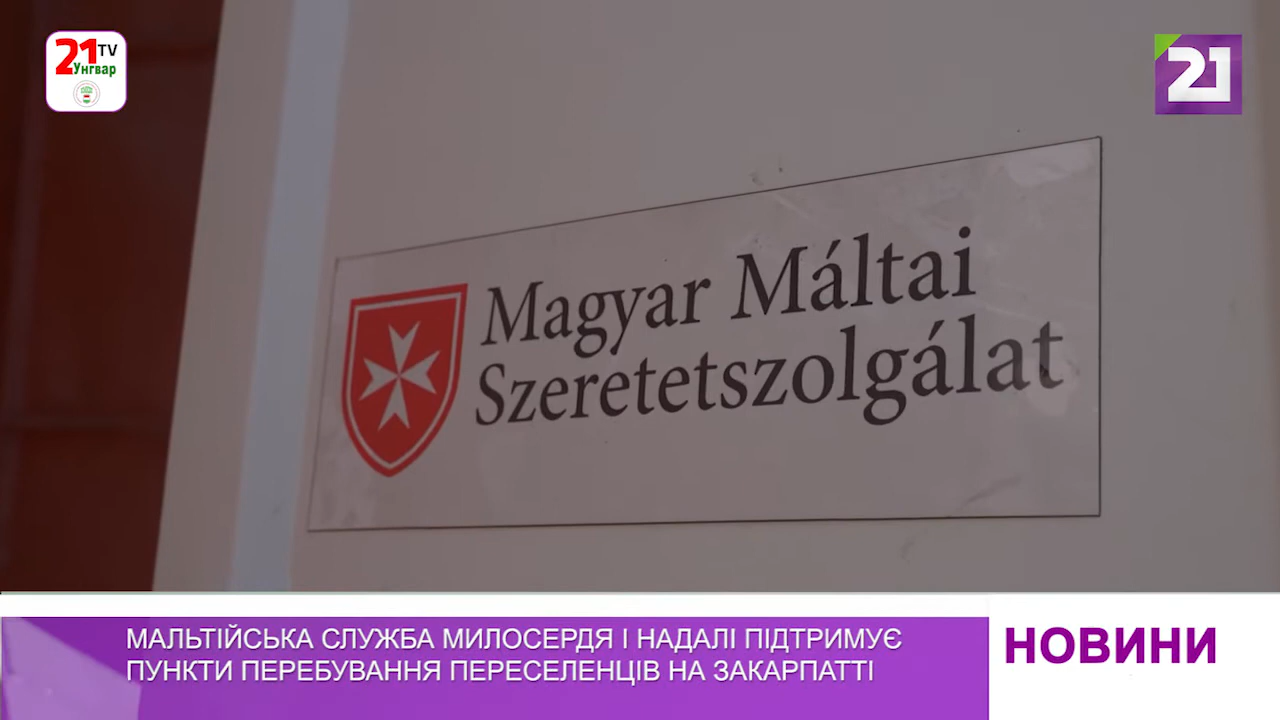 21 TV
Унгвар
21
Magyar Máltai
Szeretetszolgálat
МАЛЬТІЙСЬКА СЛУЖБА МИЛОСЕРДЯ І НАДАЛІ ПІДТРИМУЄ
ПУНКТИ ПЕРЕБУВАННЯ ПЕРЕСЕЛЕНЦІВ НА ЗАКАРПАТТІ
НОВИНИ